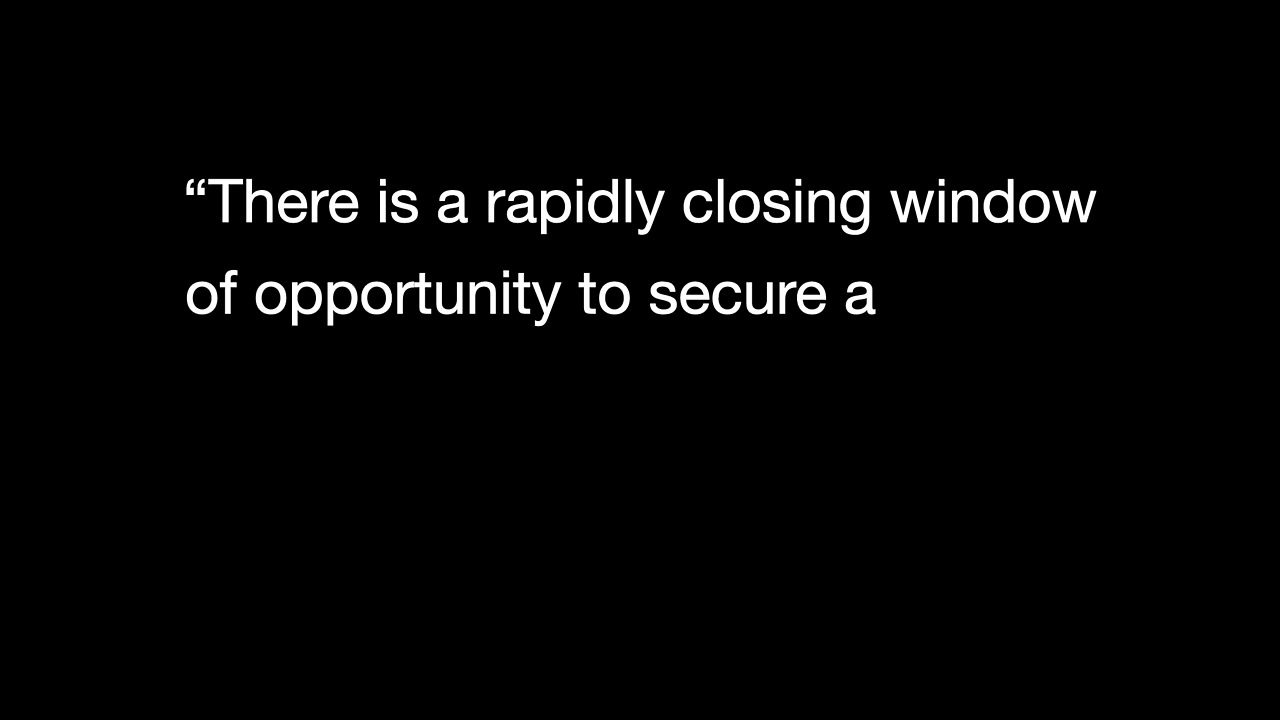 “There is a rapidly closing window
of opportunity to secure a